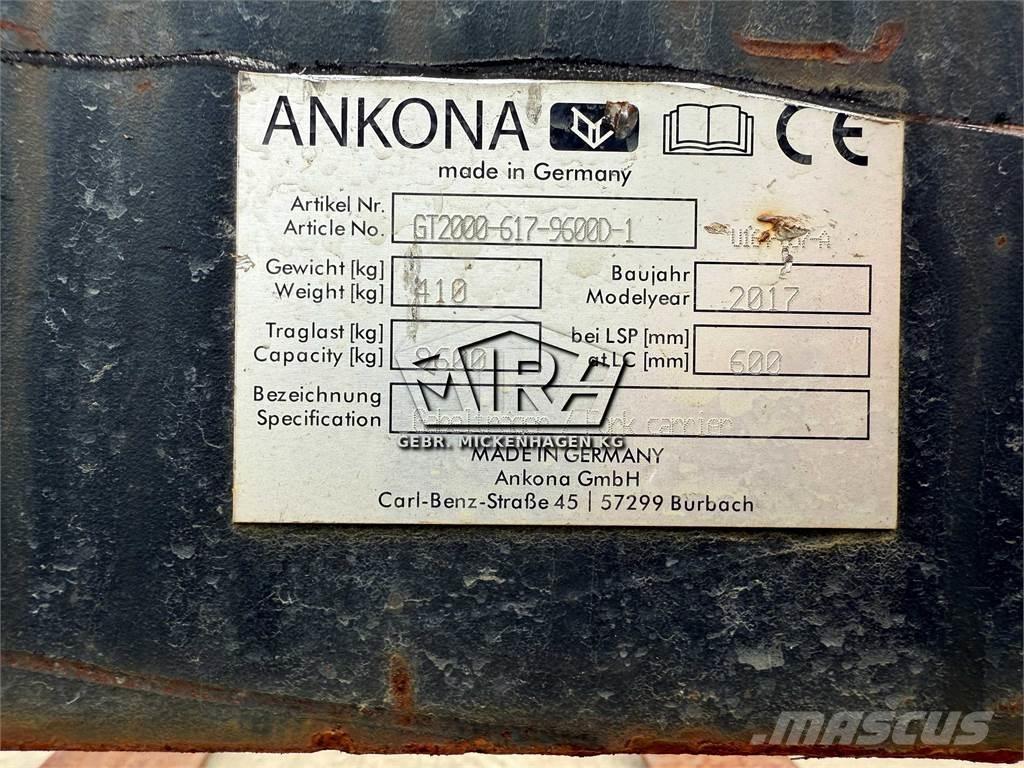 ANKONA
made in Germany
Artikel Nr.
Article No.
GT2000-617-9600D-1
Gewicht [kg]
Weight [kg]
410
Baujahr
Modelyear
2017
Traglast [kg]
Capacity [kg]
9600
bei LSP [mm]
at LC [mm]
600
Bezeichnung
Specification
carrier
MADE IN GERMANY
Ankona GmbH
Carl-Benz-Straße 45 | 57299 Burbach
MIRA
GEBR. MICKENHAGEN KG
mascus